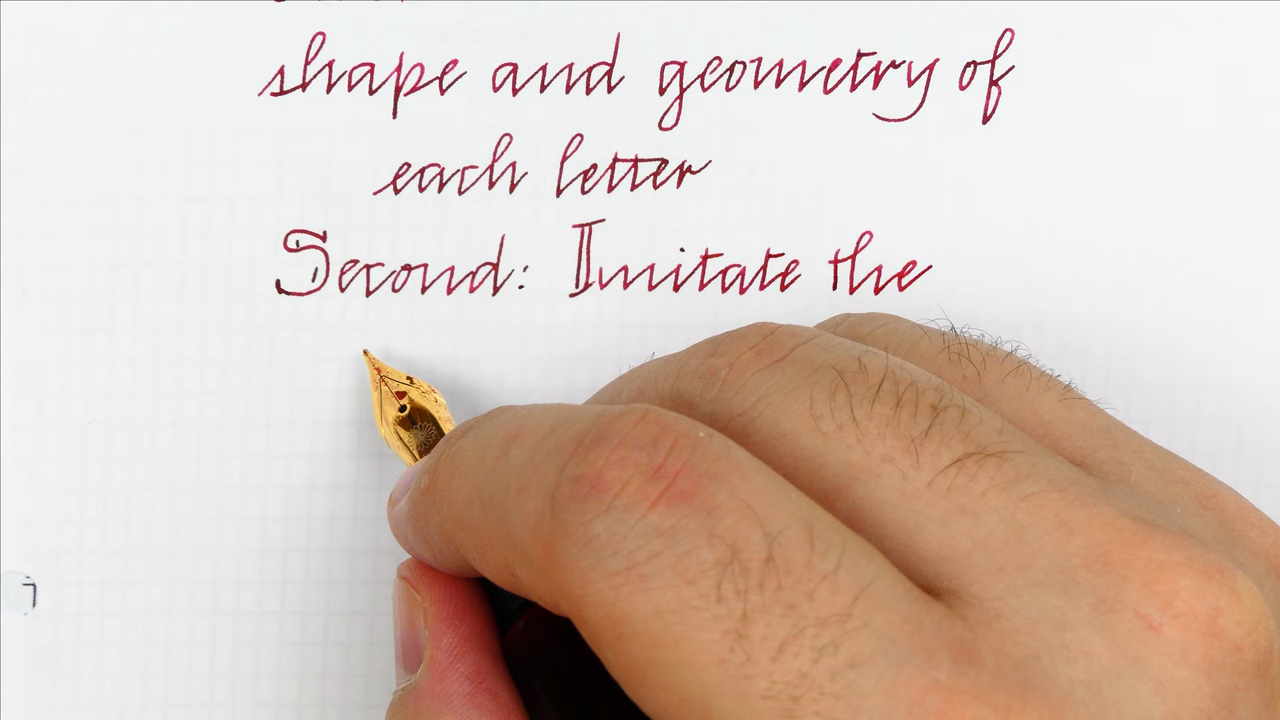 shape and geometry of
each letter
Second: Imitate the